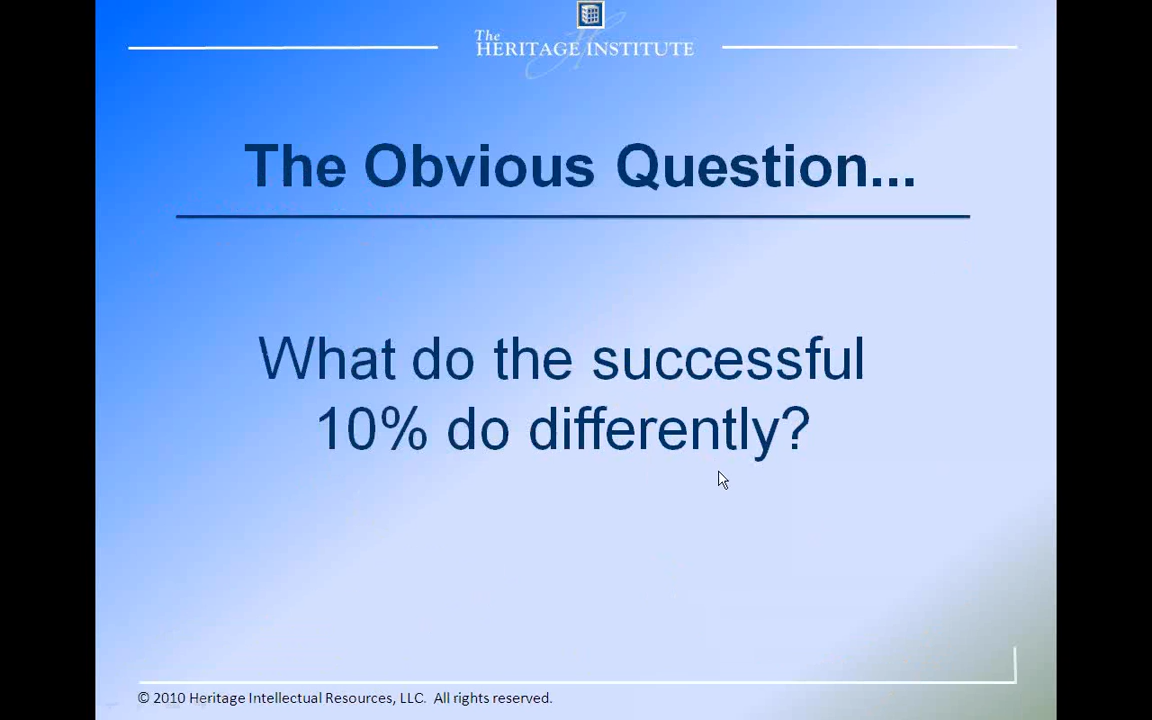 The
HERITAGE INSTITUTE
The Obvious Question...
What do the successful
10% do differently?
© 2010 Heritage Intellectual Resources, LLC. All rights reserved.